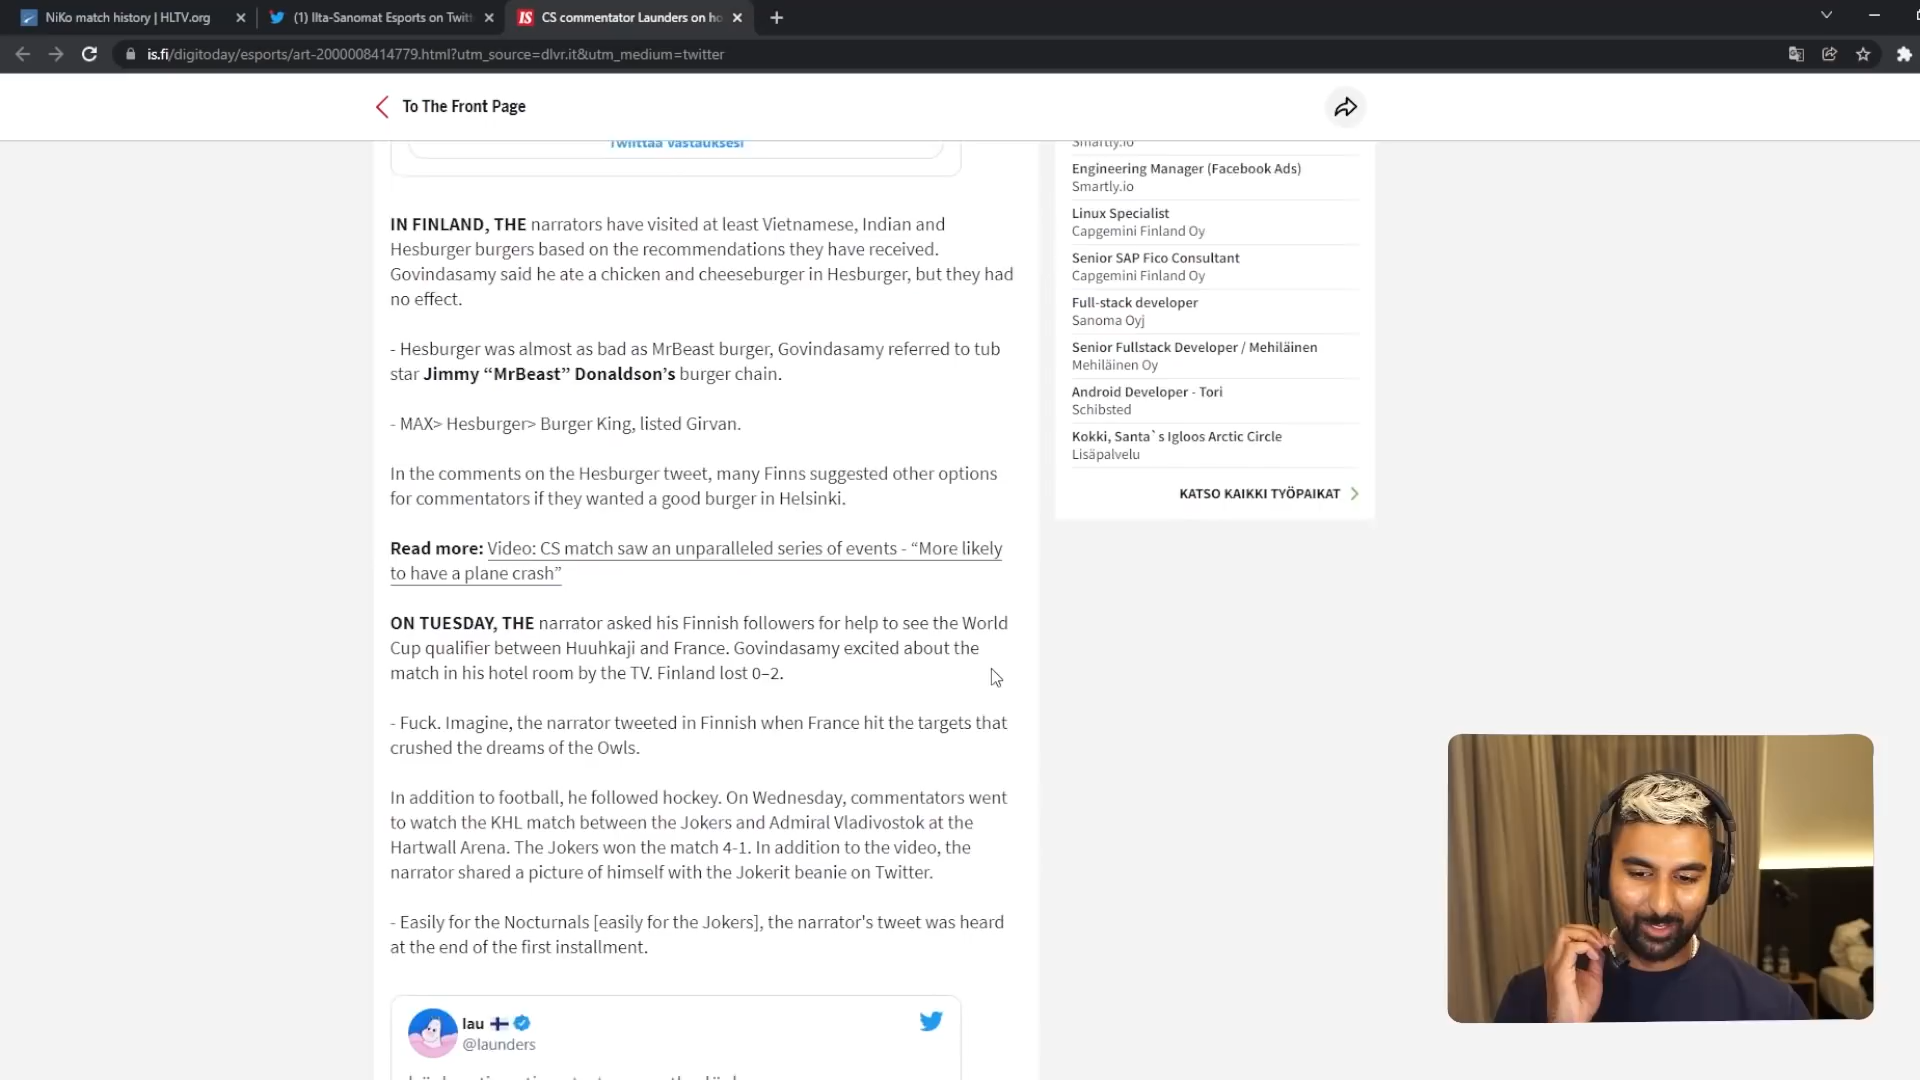 NiKo match history | HLTV.org
(1) Ilta-Sanomat Esports on Twitt
IS CS commentator Launders on ho
is.fi/digitoday/esports/art-2000008414779.html?utm_source=dlvr.it&utm_medium=twitter
To The Front Page
Twiittaa vastauksesi
IN FINLAND, THE narrators have visited at least Vietnamese, Indian and
Hesburger burgers based on the recommendations they have received.
Govindasamy said he ate a chicken and cheeseburger in Hesburger, but they had
no effect.
- Hesburger was almost as bad as MrBeast burger, Govindasamy referred to tub
star Jimmy “MrBeast” Donaldson’s burger chain.
- MAX> Hesburger> Burger King, listed Girvan.
In the comments on the Hesburger tweet, many Finns suggested other options
for commentators if they wanted a good burger in Helsinki.
Read more: Video: CS match saw an unparalleled series of events - “More likely
to have a plane crash”
ON TUESDAY, THE narrator asked his Finnish followers for help to see the World
Cup qualifier between Huuhkaji and France. Govindasamy excited about the
match in his hotel room by the TV. Finland lost 0–2.
- Fuck. Imagine, the narrator tweeted in Finnish when France hit the targets that
crushed the dreams of the Owls.
In addition to football, he followed hockey. On Wednesday, commentators went
to watch the KHL match between the Jokers and Admiral Vladivostok at the
Hartwall Arena. The Jokers won the match 4-1. In addition to the video, the
narrator shared a picture of himself with the Jokerit beanie on Twitter.
- Easily for the Nocturnals [easily for the Jokers], the narrator's tweet was heard
at the end of the first installment.
lau
@launders
Smartly.io
Engineering Manager (Facebook Ads)
Smartly.io
Linux Specialist
Capgemini Finland Oy
Senior SAP Fico Consultant
Capgemini Finland Oy
Full-stack developer
Sanoma Oyj
Senior Fullstack Developer / Mehiläinen
Mehiläinen Oy
Android Developer - Tori
Schibsted
Kokki, Santa`s Igloos Arctic Circle
Lisäpalvelu
KATSO KAIKKI TYÖPAIKAT